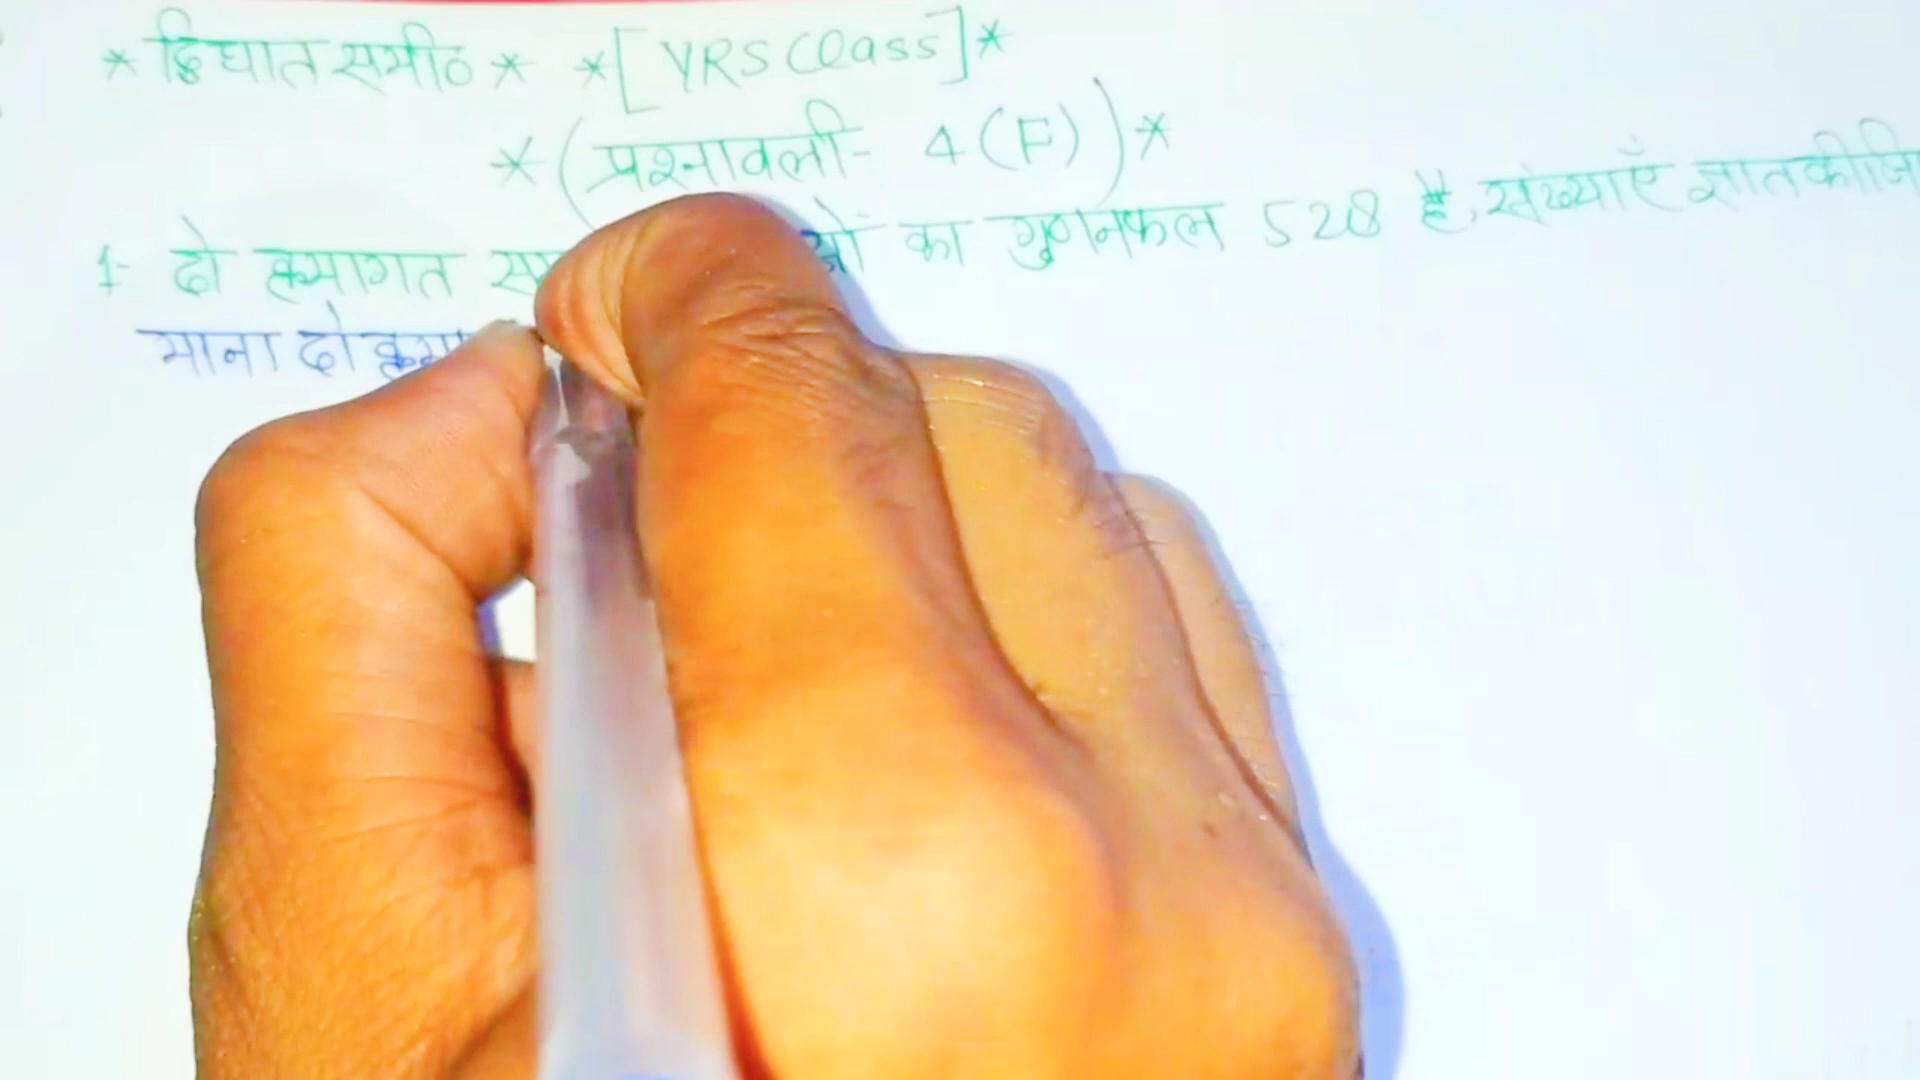 * द्विघात समी० * *[YRS Class]*
*(प्रश्नावली- 4(F))*
1- दो क्रमागत का गुणनफल 528 है, संख्याएँ ज्ञात
माना दो